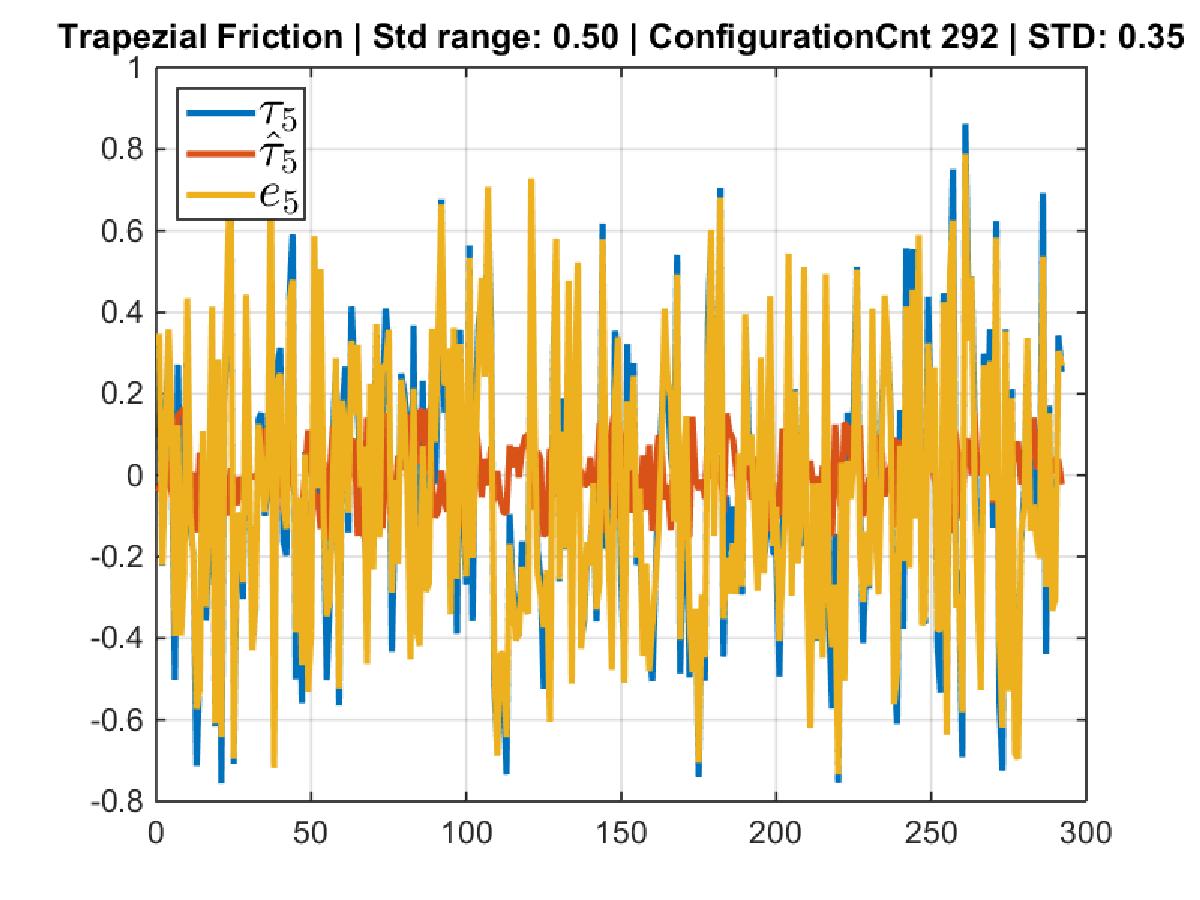 Trapezial Friction | Std range: 0.50 | ConfigurationCnt 292 | STD: 0.35
1
0.8
0.6
0.4
0.2
0
-0.2
-0.4
-0.6
-0.8
τ₅
τ̂₅
e₅
0 50 100 150 200 250 300